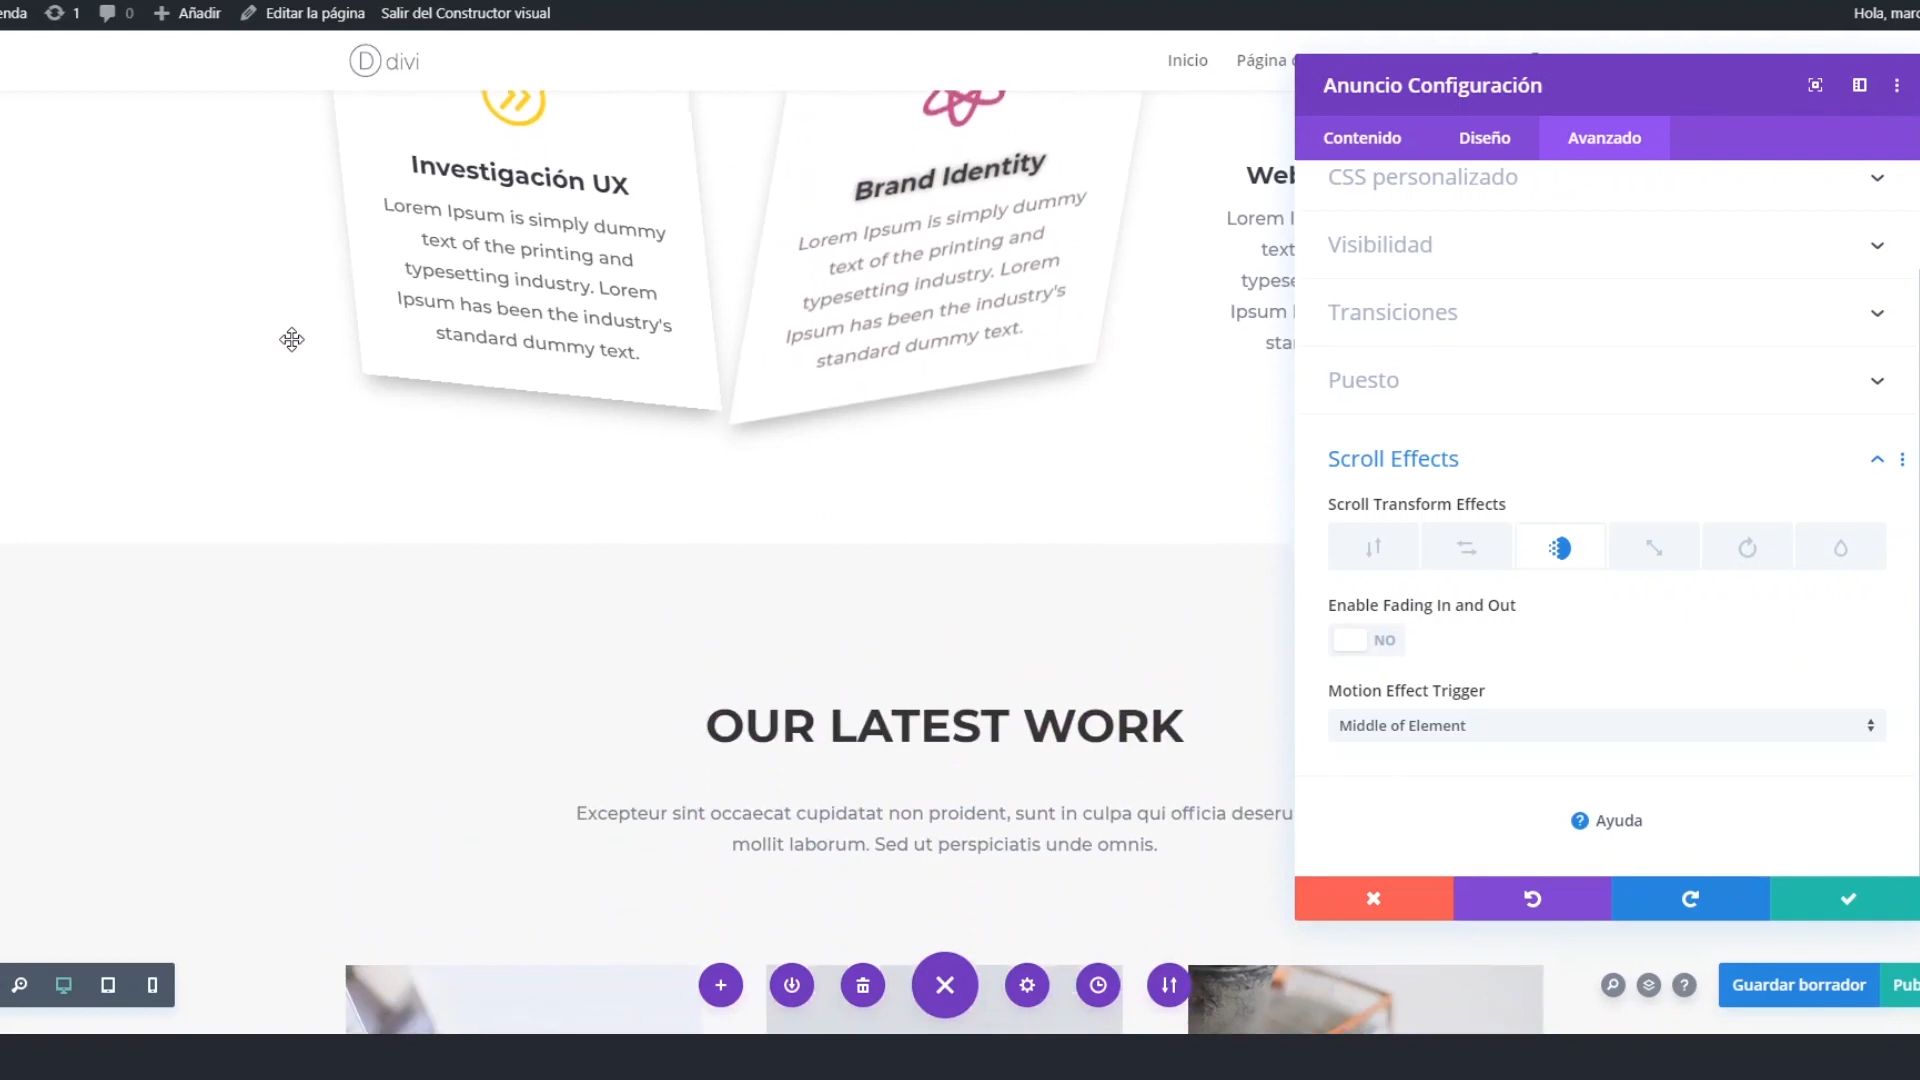 enda 1 0 Añadir Editar la página Salir del Constructor visual Hola, marc
divi
Inicio Página
Investigación UX
Lorem Ipsum is simply dummy
text of the printing and
typesetting industry. Lorem
Ipsum has been the industry's
standard dummy text.
Brand Identity
Lorem Ipsum is simply dummy
text of the printing and
typesetting industry. Lorem
Ipsum has been the industry's
standard dummy text.
Web
Lorem I
text
typese
Ipsum
sta
OUR LATEST WORK
Excepteur sint occaecat cupidatat non proident, sunt in culpa qui officia deseru
mollit laborum. Sed ut perspiciatis unde omnis.
Anuncio Configuración
Contenido Diseño Avanzado
CSS personalizado
Visibilidad
Transiciones
Puesto
Scroll Effects
Scroll Transform Effects
Enable Fading In and Out
NO
Motion Effect Trigger
Middle of Element
Ayuda
Guardar borrador Pub